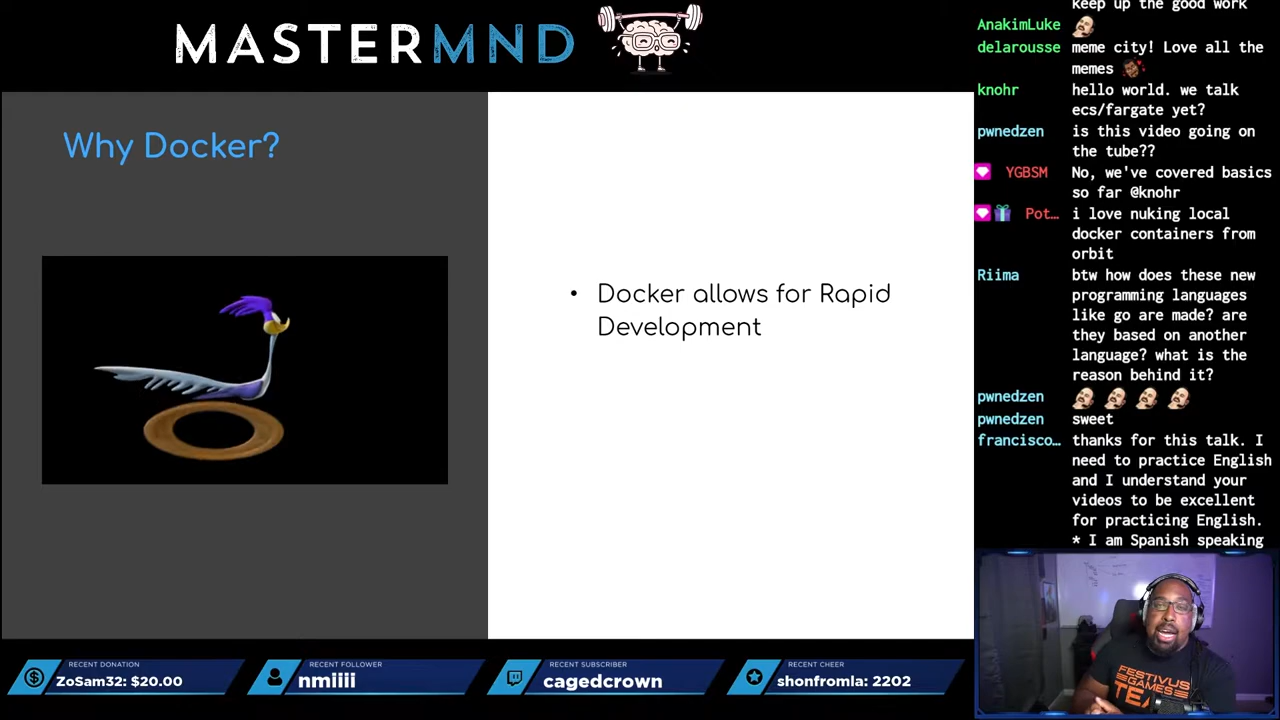 MASTERMND
Why Docker?
• Docker allows for Rapid
Development
keep up the good work
AnakimLuke
delarousse meme city! Love all the
memes
knohr hello world. we talk
ecs/fargate yet?
pwnedzen is this video going on
the tube??
YGBSM No, we've covered basics
so far @knohr
Pot… i love nuking local
docker containers from
orbit
Riima btw how does these new
programming languages
like go are made? are
they based on another
language? what is the
reason behind it?
pwnedzen
pwnedzen sweet
francisco… thanks for this talk. I
need to practice English
and I understand your
videos to be excellent
for practicing English.
* I am Spanish speaking
FESTIVUS
GAMES
TEA
RECENT DONATION
ZoSam32: $20.00
RECENT FOLLOWER
nmiiii
RECENT SUBSCRIBER
cagedcrown
RECENT CHEER
shonfromla: 2202